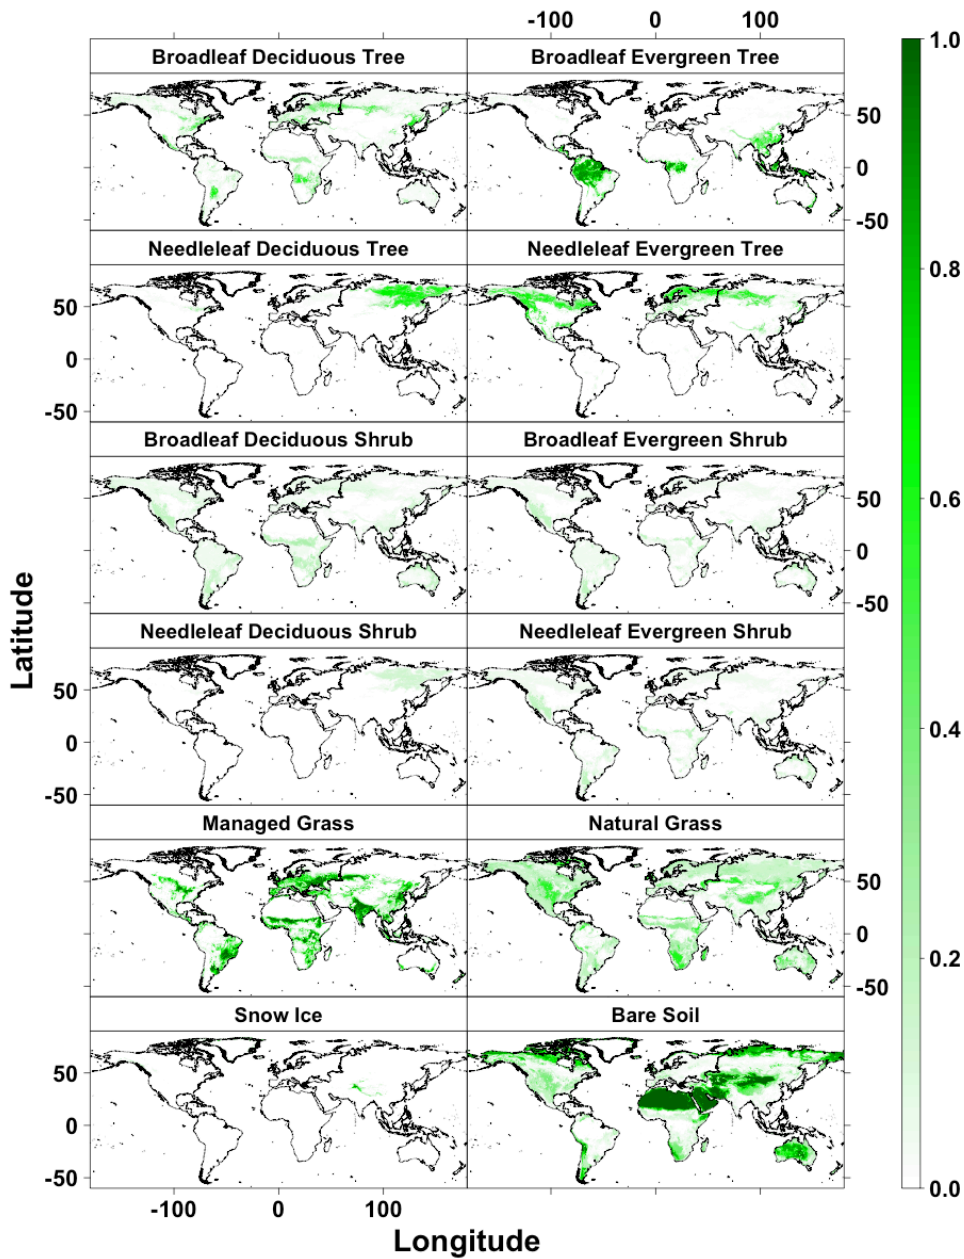 -100 0 100
Broadleaf Deciduous Tree Broadleaf Evergreen Tree 1.0
50
0
-50
Needleleaf Deciduous Tree Needleleaf Evergreen Tree
0.8
50
0
-50
Broadleaf Deciduous Shrub Broadleaf Evergreen Shrub
50
0.6
0
-50
Latitude
Needleleaf Deciduous Shrub Needleleaf Evergreen Shrub
50
0.4
0
-50
Managed Grass Natural Grass
50
0
0.2
-50
Snow Ice Bare Soil
50
0
-50
0.0
-100 0 100
Longitude